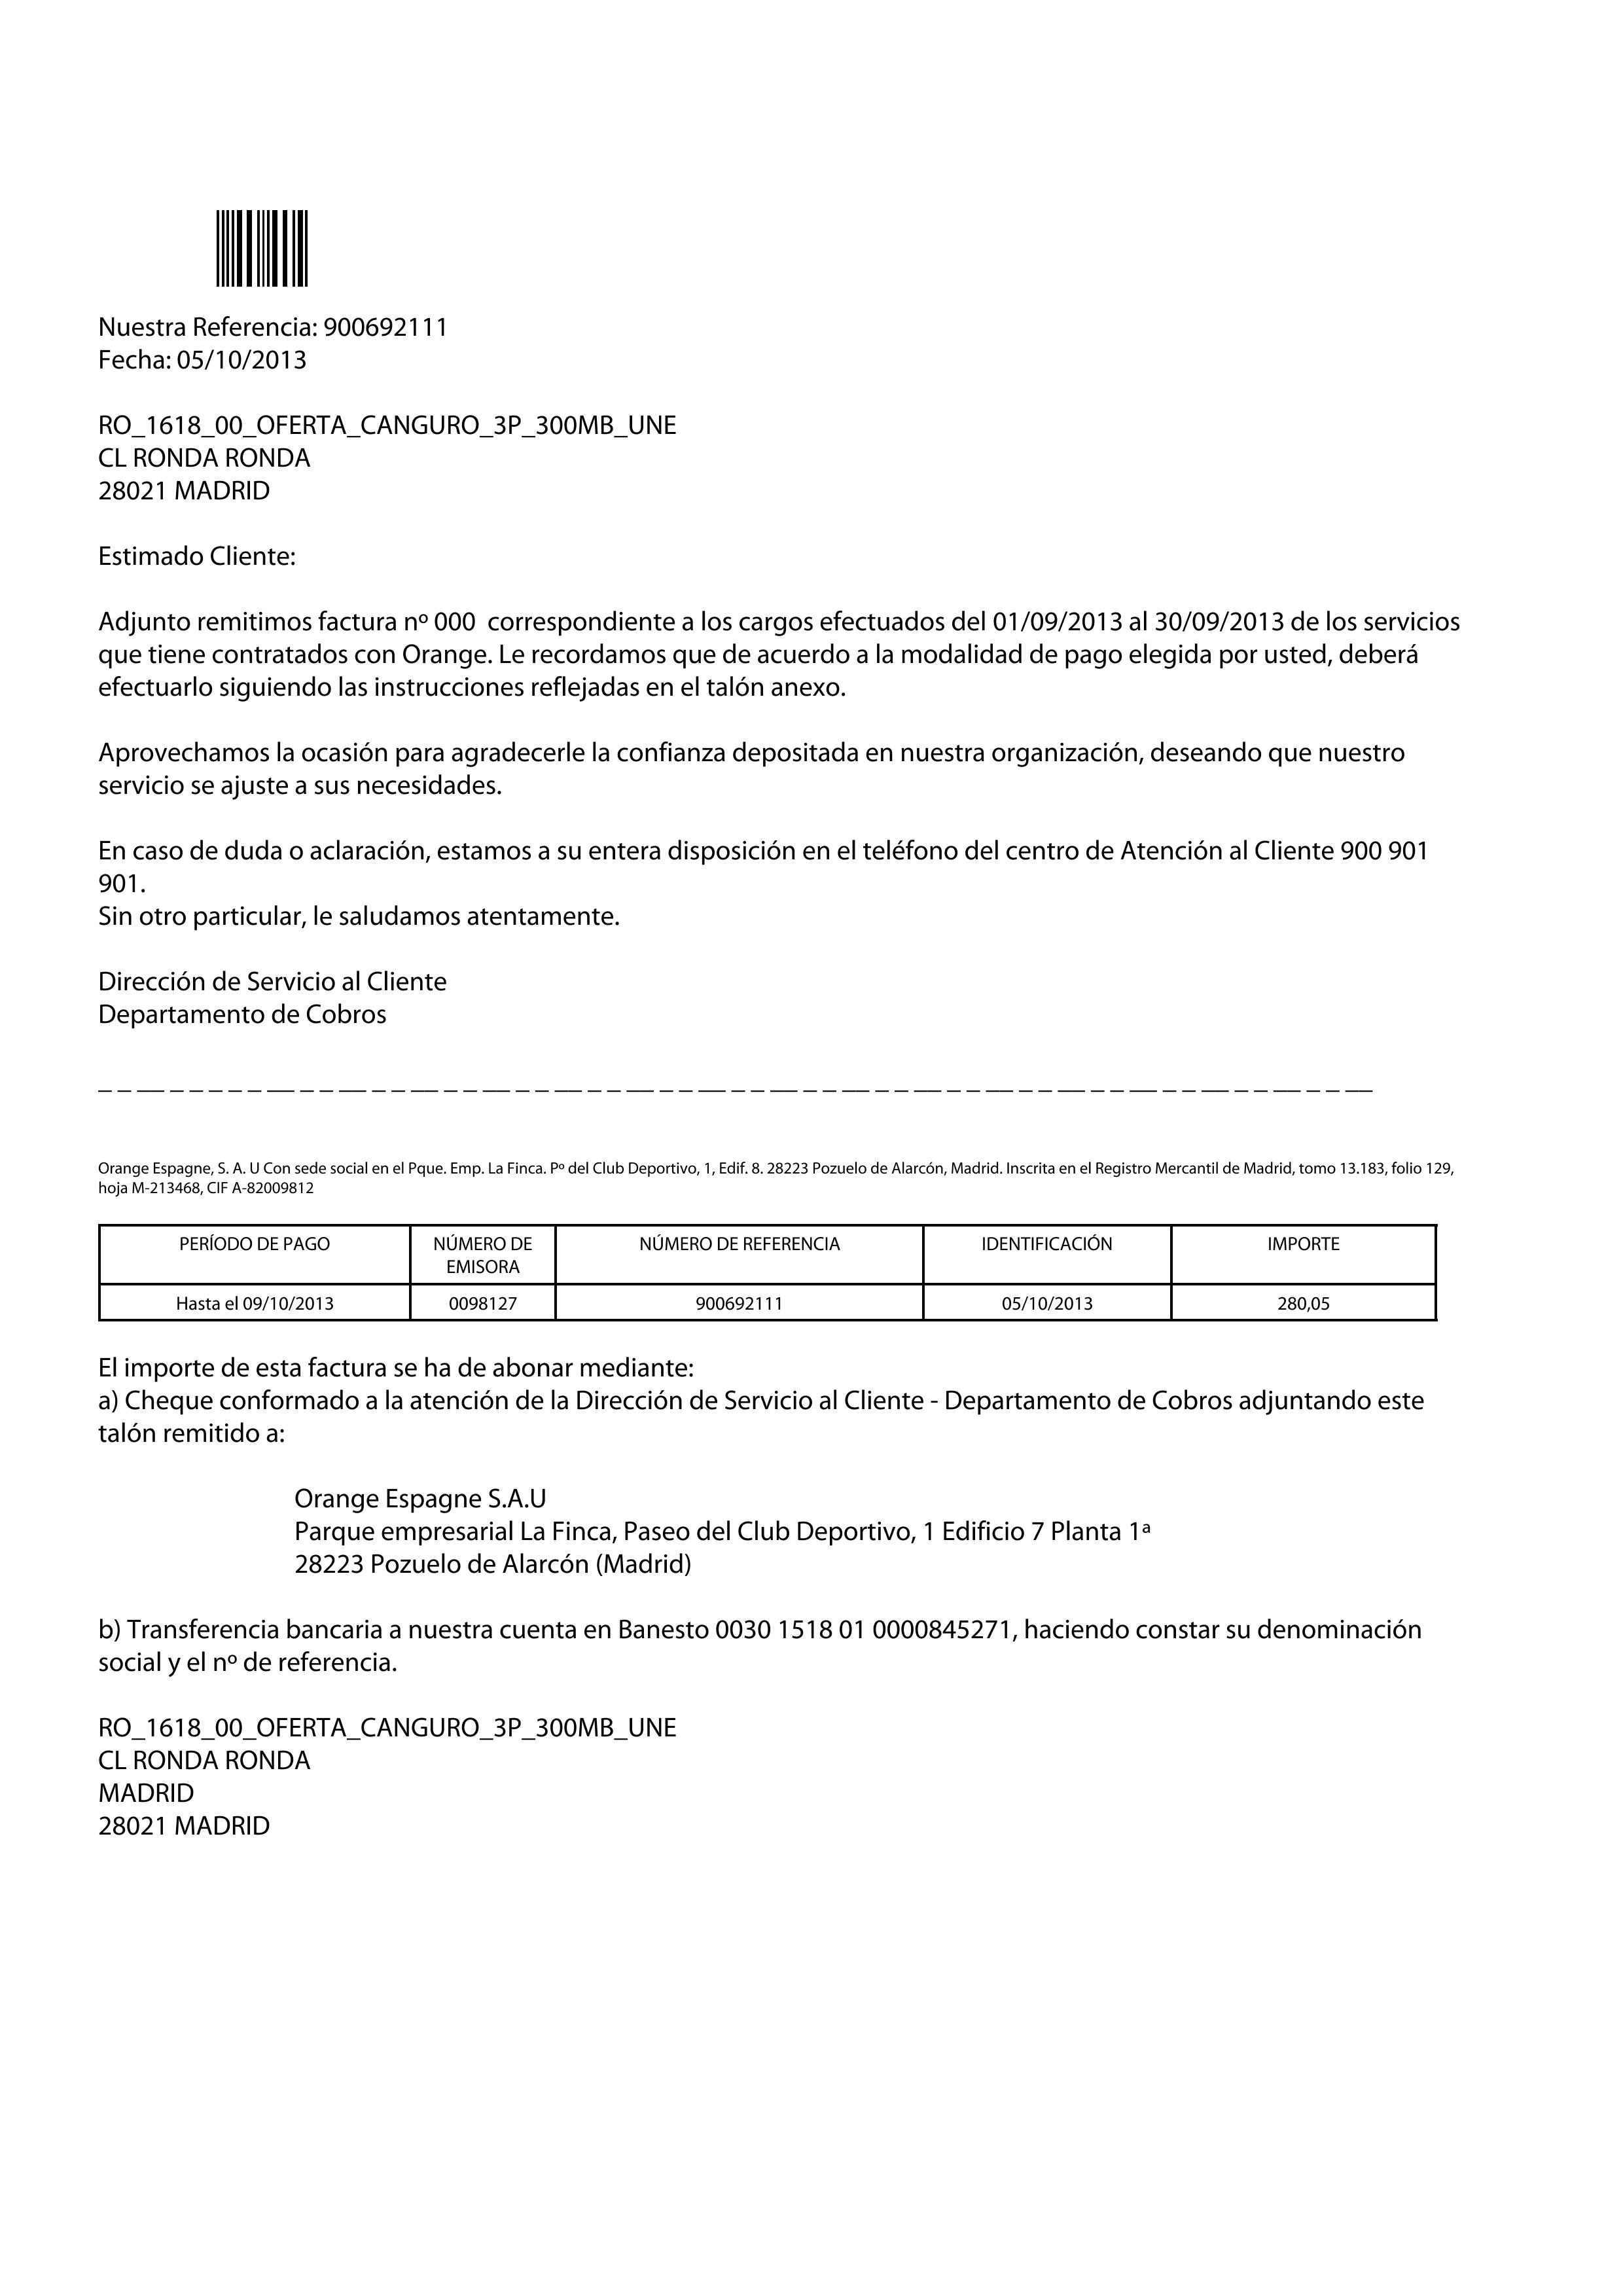 Nuestra Referencia: 900692111
Fecha: 05/10/2013
RO_1618_00_OFERTA_CANGURO_3P_300MB_UNE
CL RONDA RONDA
28021 MADRID
Estimado Cliente:
Adjunto remitimos factura nº 000  correspondiente a los cargos efectuados del 01/09/2013 al 30/09/2013 de los servicios
que tiene contratados con Orange. Le recordamos que de acuerdo a la modalidad de pago elegida por usted, deberá
efectuarlo siguiendo las instrucciones reflejadas en el talón anexo.
Aprovechamos la ocasión para agradecerle la confianza depositada en nuestra organización, deseando que nuestro
servicio se ajuste a sus necesidades.
En caso de duda o aclaración, estamos a su entera disposición en el teléfono del centro de Atención al Cliente 900 901
901.
Sin otro particular, le saludamos atentamente.
Dirección de Servicio al Cliente
Departamento de Cobros
Orange Espagne, S. A. U Con sede social en el Pque. Emp. La Finca. Pº del Club Deportivo, 1, Edif. 8. 28223 Pozuelo de Alarcón, Madrid. Inscrita en el Registro Mercantil de Madrid, tomo 13.183, folio 129,
hoja M-213468, CIF A-82009812
PERÍODO DE PAGO NÚMERO DE EMISORA NÚMERO DE REFERENCIA IDENTIFICACIÓN IMPORTE
Hasta el 09/10/2013 0098127 900692111 05/10/2013 280,05
El importe de esta factura se ha de abonar mediante:
a) Cheque conformado a la atención de la Dirección de Servicio al Cliente - Departamento de Cobros adjuntando este
talón remitido a:
Orange Espagne S.A.U
Parque empresarial La Finca, Paseo del Club Deportivo, 1 Edificio 7 Planta 1ª
28223 Pozuelo de Alarcón (Madrid)
b) Transferencia bancaria a nuestra cuenta en Banesto 0030 1518 01 0000845271, haciendo constar su denominación
social y el nº de referencia.
RO_1618_00_OFERTA_CANGURO_3P_300MB_UNE
CL RONDA RONDA
MADRID
28021 MADRID